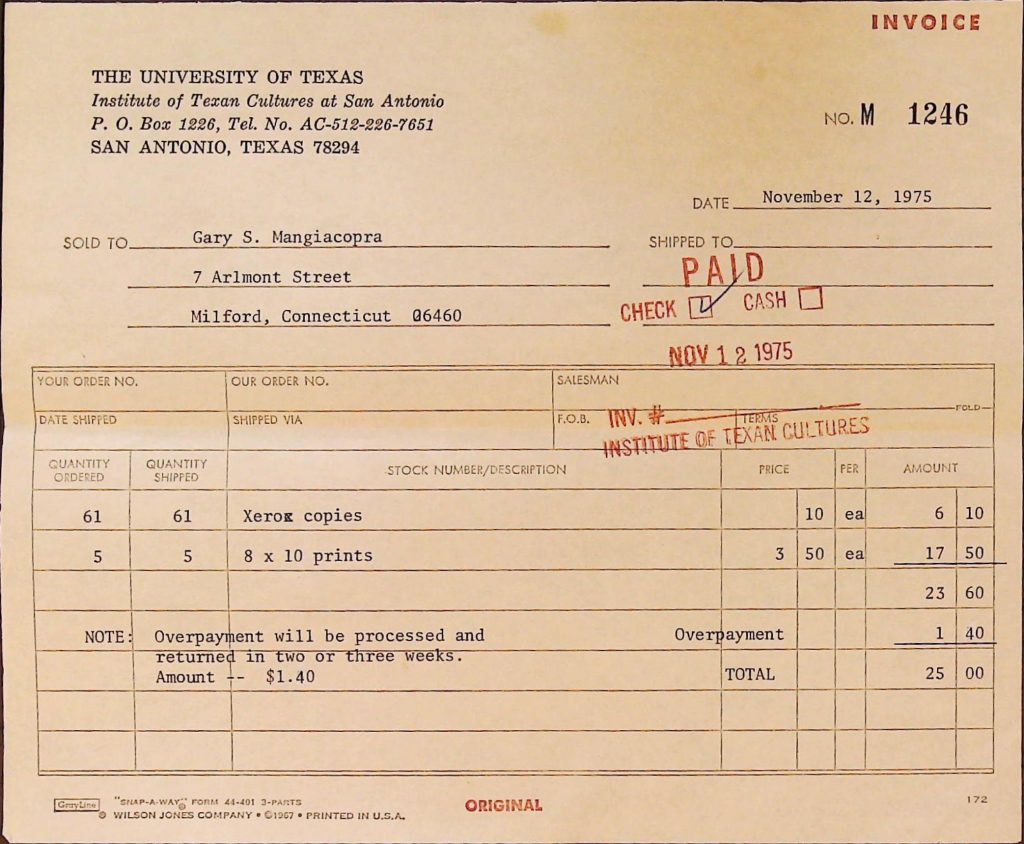 INVOICE
THE UNIVERSITY OF TEXAS
Institute of Texan Cultures at San Antonio
P. O. Box 1226, Tel. No. AC-512-226-7651
SAN ANTONIO, TEXAS 78294
NO. M 1246
DATE November 12, 1975
SOLD TO Gary S. Mangiacopra
7 Arlmont Street
Milford, Connecticut 06460
SHIPPED TO
PAID
CHECK CASH
NOV 12 1975
INV. #
INSTITUTE OF TEXAN CULTURES
YOUR ORDER NO. OUR ORDER NO. SALESMAN
DATE SHIPPED SHIPPED VIA F.O.B. TERMS FOLD
QUANTITY ORDERED QUANTITY SHIPPED STOCK NUMBER/DESCRIPTION PRICE PER AMOUNT
61 61 Xerox copies 10 ea 6 10
5 5 8 x 10 prints 3 50 ea 17 50
23 60
NOTE: Overpayment will be processed and Overpayment 1 40
returned in two or three weeks.
Amount -- $1.40 TOTAL 25 00
GrayLine "SNAP-A-WAY" FORM 44-401 3-PARTS
© WILSON JONES COMPANY • ©1967 • PRINTED IN U.S.A.
ORIGINAL
172